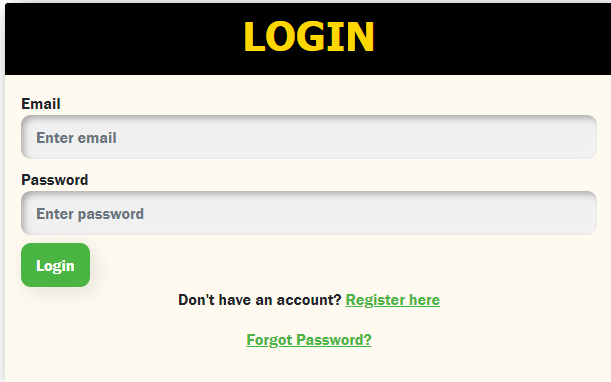 LOGIN
Email
Enter email
Password
Enter password
Login
Don't have an account? Register here
Forgot Password?